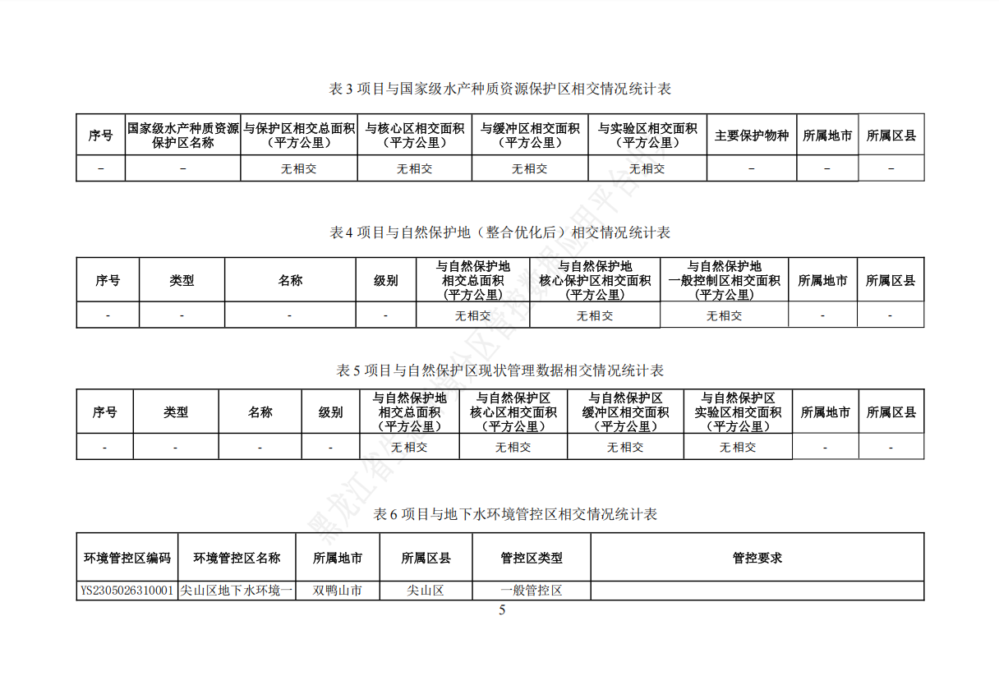 表 3 项目与国家级水产种质资源保护区相交情况统计表
序号 国家级水产种质资源保护区名称 与保护区相交总面积（平方公里） 与核心区相交面积（平方公里） 与缓冲区相交面积（平方公里） 与实验区相交面积（平方公里） 主要保护物种 所属地市 所属区县
– – 无相交 无相交 无相交 无相交 – – –
表 4 项目与自然保护地（整合优化后）相交情况统计表
序号 类型 名称 级别 与自然保护地相交总面积(平方公里) 与自然保护地核心保护区相交面积(平方公里) 与自然保护地一般控制区相交面积(平方公里) 所属地市 所属区县
- - - - 无相交 无相交 无相交 - -
表 5 项目与自然保护区现状管理数据相交情况统计表
序号 类型 名称 级别 与自然保护地相交总面积（平方公里） 与自然保护区核心区相交面积（平方公里） 与自然保护区缓冲区相交面积（平方公里） 与自然保护区实验区相交面积（平方公里） 所属地市 所属区县
- - - - 无相交 无相交 无相交 无相交 - -
表 6 项目与地下水环境管控区相交情况统计表
环境管控区编码 环境管控区名称 所属地市 所属区县 管控区类型 管控要求
YS2305026310001 尖山区地下水环境一 双鸭山市 尖山区 一般管控区
5